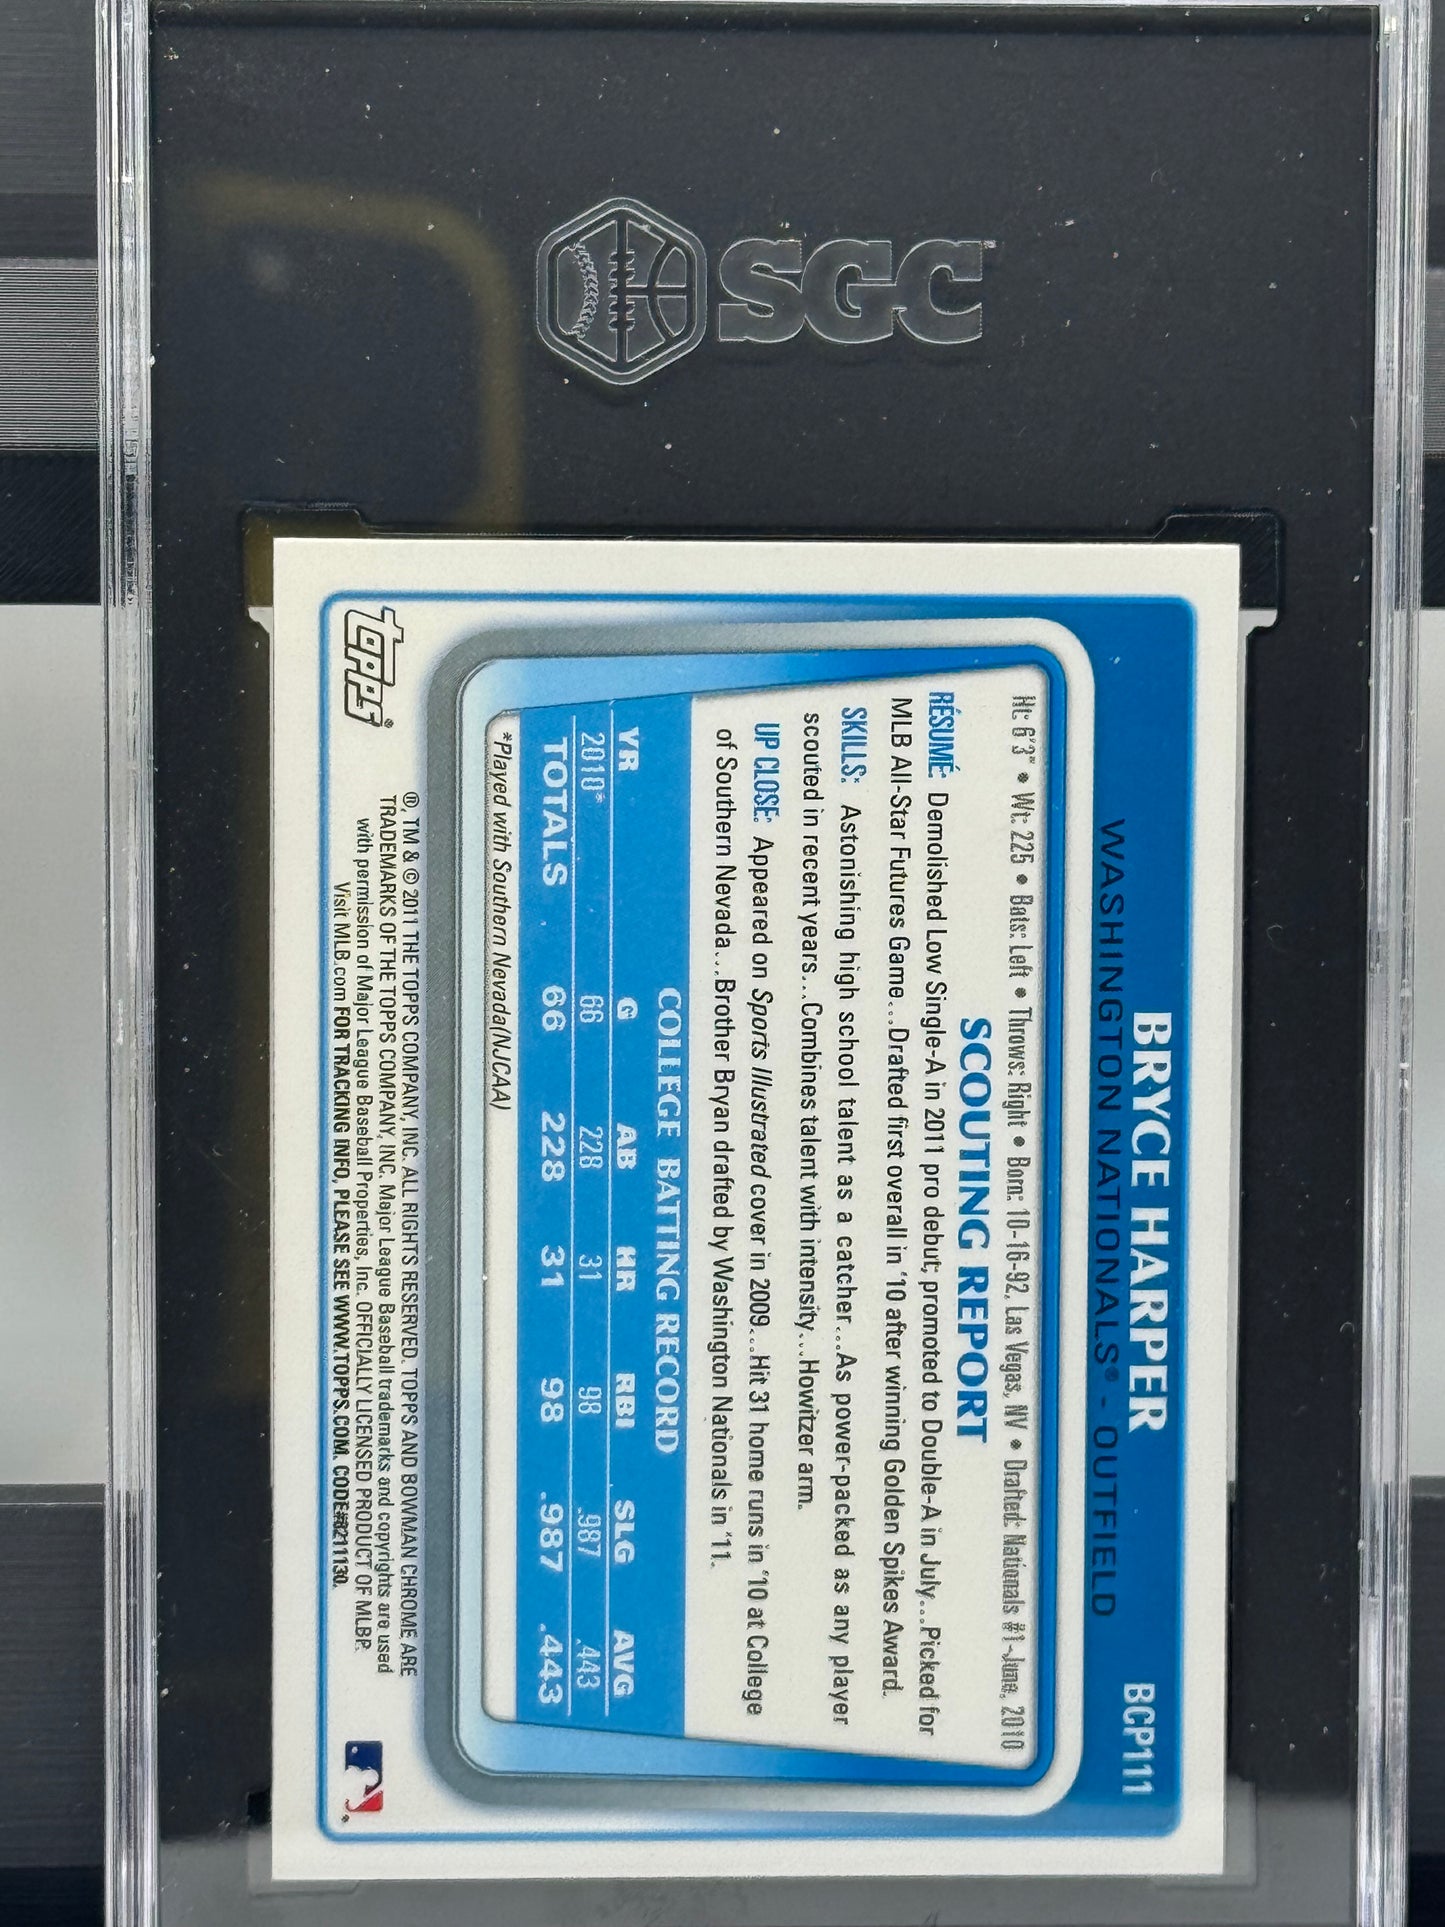 SGC
BRYCE HARPER
BCP111
WASHINGTON NATIONALS® - OUTFIELD
Ht: 6'3" • Wt: 225 • Bats: Left • Throws: Right • Born: 10-16-92, Las Vegas, NV • Drafted: Nationals #1-June, 2010
SCOUTING REPORT
RÉSUMÉ: Demolished Low Single-A in 2011 pro debut; promoted to Double-A in July...Picked for
MLB All-Star Futures Game...Drafted first overall in '10 after winning Golden Spikes Award.
SKILLS: Astonishing high school talent as a catcher...As power-packed as any player
scouted in recent years...Combines talent with intensity...Howitzer arm.
UP CLOSE: Appeared on Sports Illustrated cover in 2009...Hit 31 home runs in '10 at College
of Southern Nevada...Brother Bryan drafted by Washington Nationals in '11.
COLLEGE BATTING RECORD
YR G AB HR RBI SLG AVG
2010* 66 228 31 98 .987 .443
TOTALS 66 228 31 98 .987 .443
*Played with Southern Nevada(NJCAA)
®, TM & © 2011 THE TOPPS COMPANY, INC. ALL RIGHTS RESERVED. TOPPS AND BOWMAN CHROME ARE
TRADEMARKS OF THE TOPPS COMPANY, INC. Major League Baseball trademarks and copyrights are used
with permission of Major League Baseball Properties, Inc. OFFICIALLY LICENSED PRODUCT OF MLBP.
Visit MLB.com FOR TRACKING INFO, PLEASE SEE WWW.TOPPS.COM. CODE#8211130.
TOPPS®